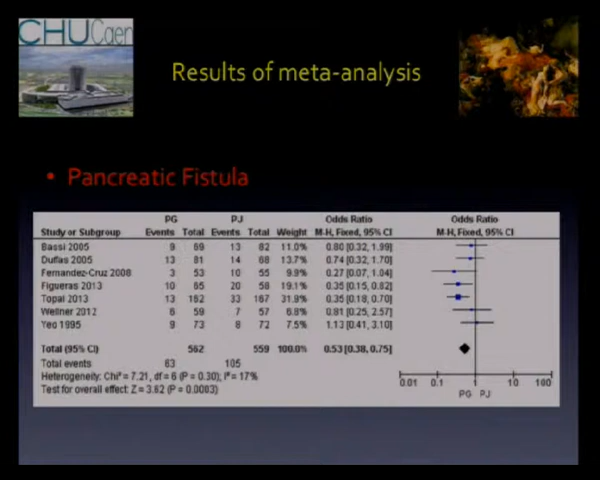 CHU Caen
Results of meta-analysis
• Pancreatic Fistula
PG PJ Odds Ratio Odds Ratio
Study or Subgroup Events Total Events Total Weight M-H, Fixed, 95% CI M-H, Fixed, 95% CI
Bassi 2005 9 69 13 82 11.0% 0.80 [0.32, 1.99]
Duffas 2005 13 81 14 68 13.7% 0.74 [0.32, 1.70]
Fernandez-Cruz 2008 3 53 10 55 9.9% 0.27 [0.07, 1.04]
Figueras 2013 10 65 20 58 19.1% 0.35 [0.15, 0.82]
Topal 2013 13 162 33 167 31.9% 0.35 [0.18, 0.70]
Wellner 2012 6 59 7 57 6.8% 0.81 [0.25, 2.57]
Yeo 1995 9 73 8 72 7.5% 1.13 [0.41, 3.10]
Total (95% CI) 562 559 100.0% 0.53 [0.38, 0.75]
Total events 63 105
Heterogeneity: Chi² = 7.21, df = 6 (P = 0.30); I² = 17%
Test for overall effect: Z = 3.62 (P = 0.0003)
0.01 0.1 1 10 100
PG PJ